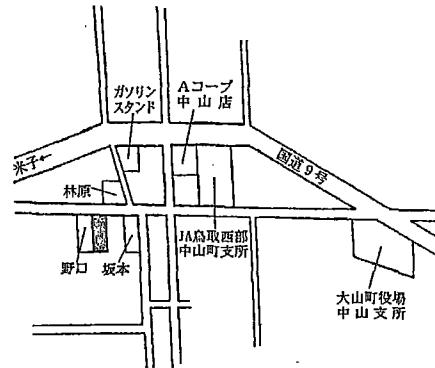 ガソリン
スタンド
Aコープ
中山店
国道9号
米子←
林原
野口
坂本
JA鳥取西部
中山町支所
大山町役場
中山支所